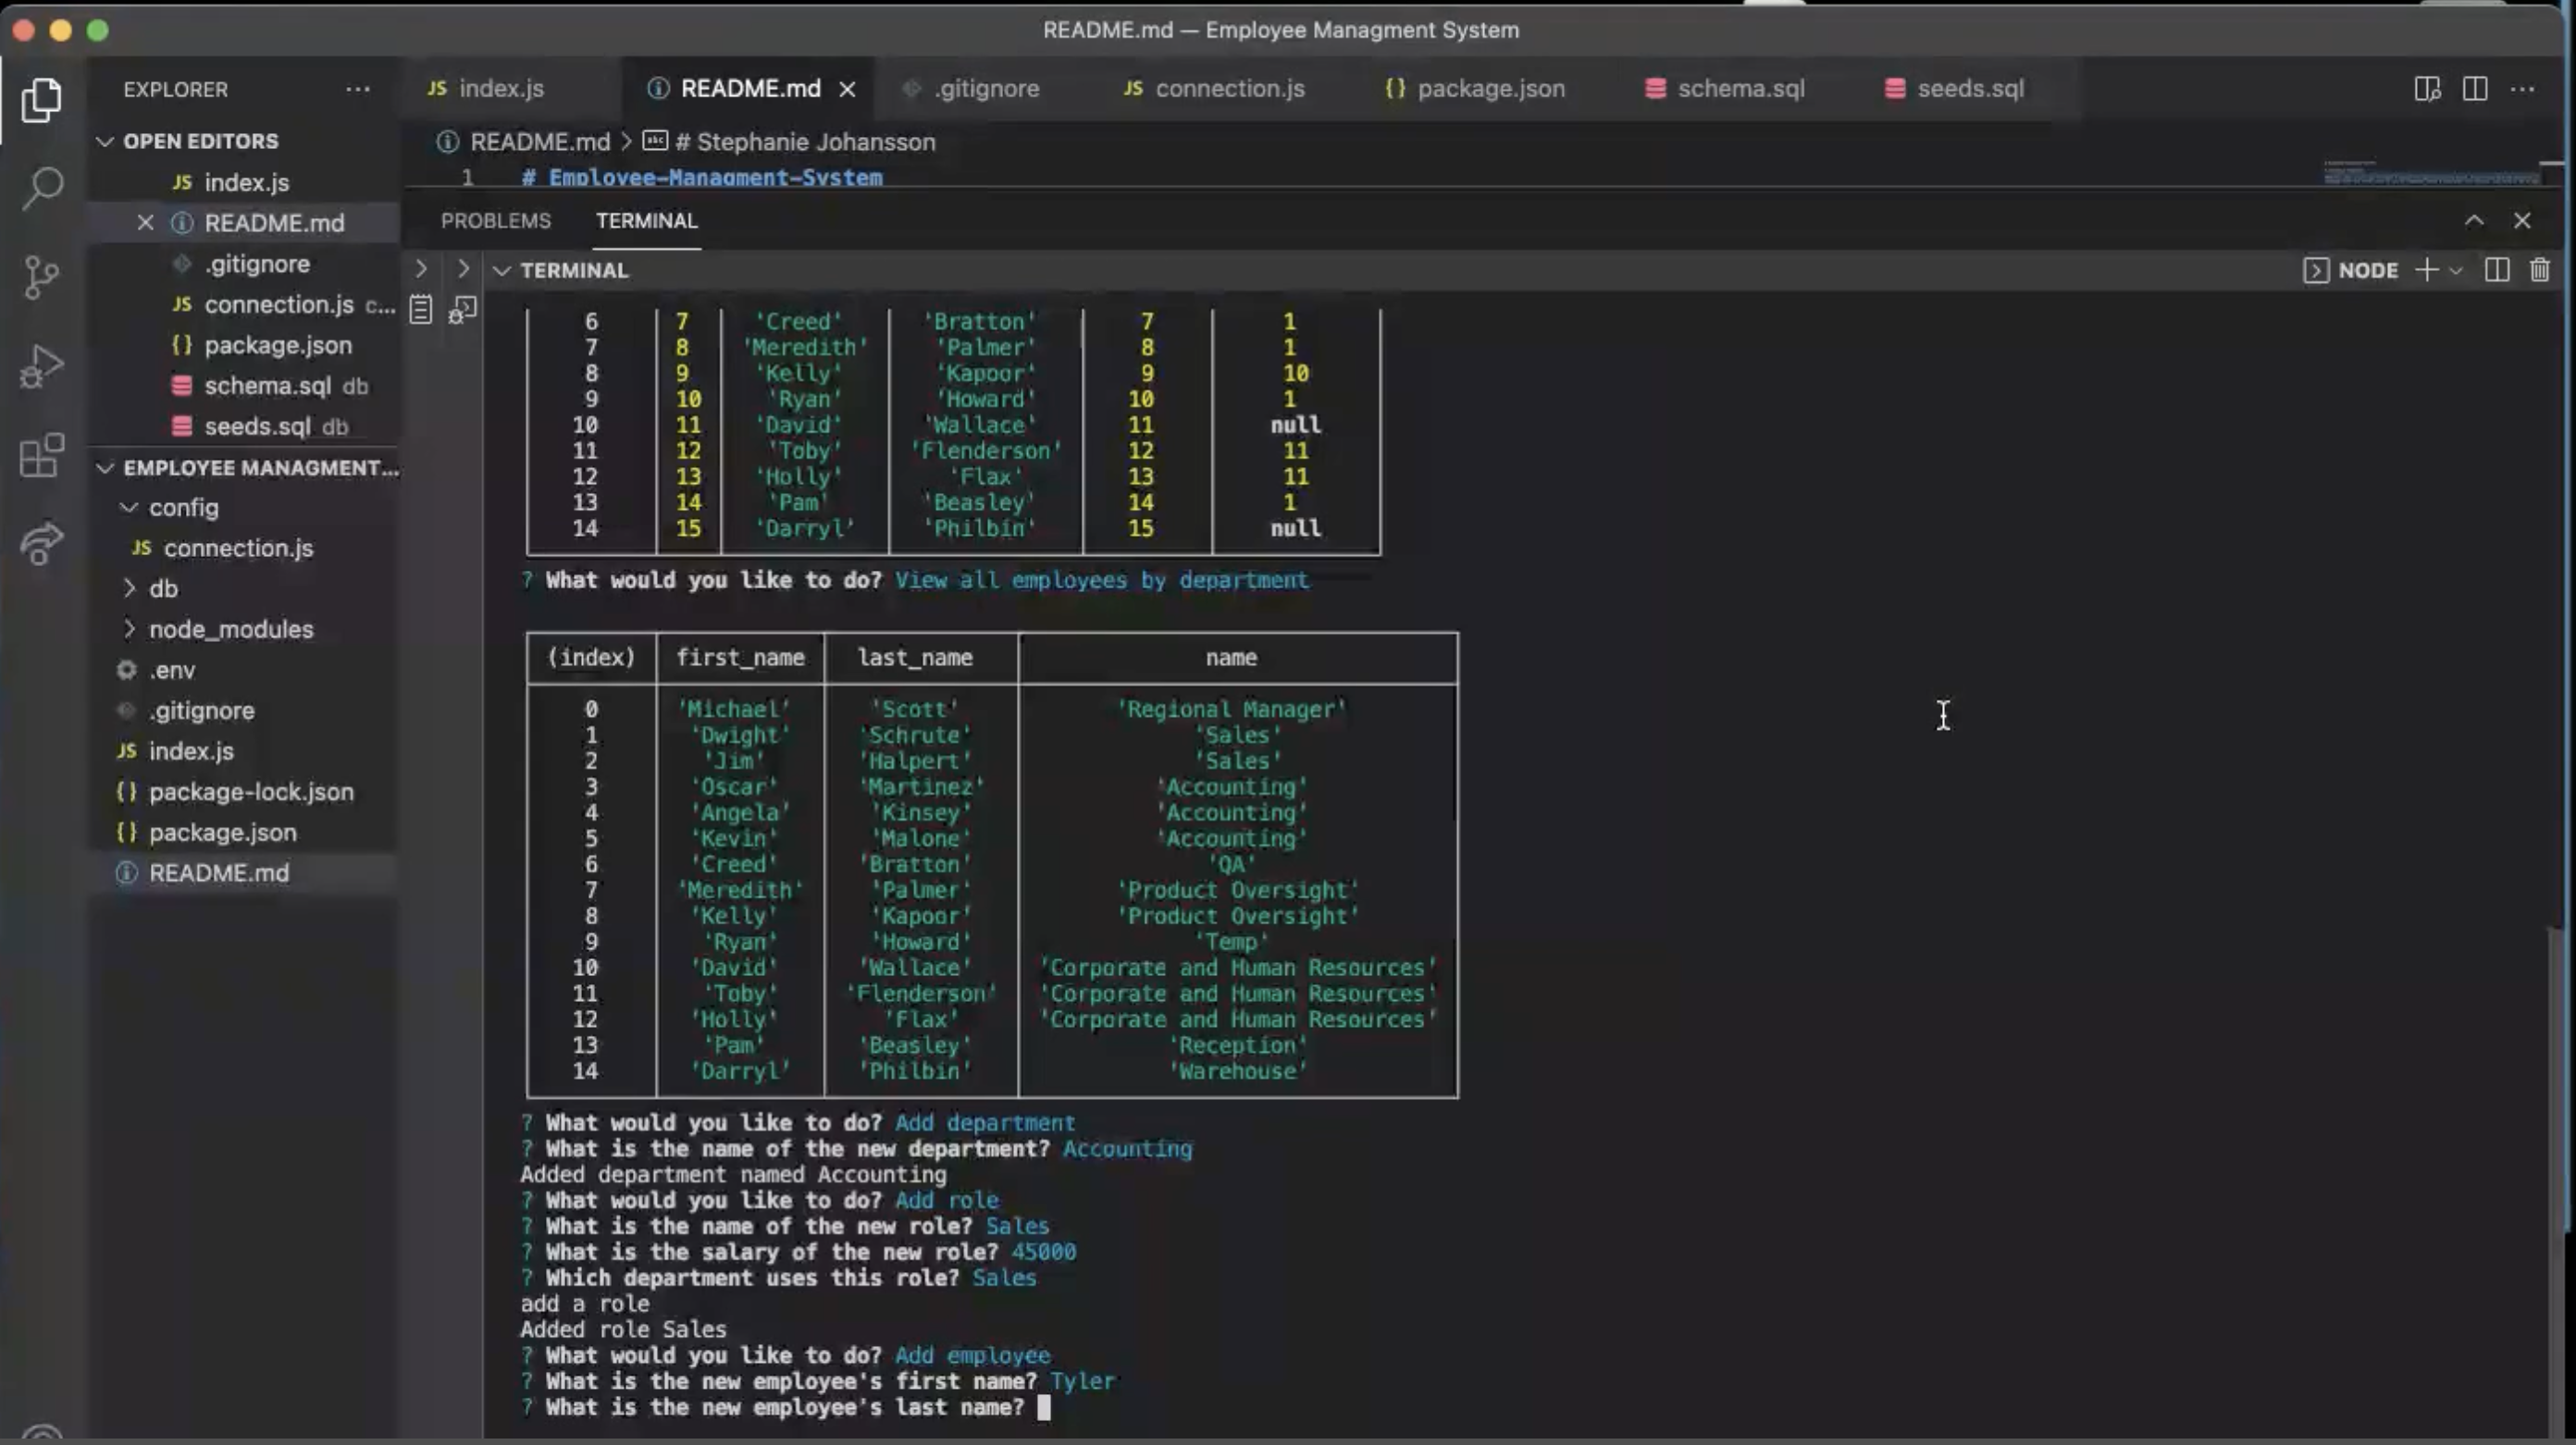 README.md — Employee Managment System
EXPLORER ···
JS index.js README.md × .gitignore JS connection.js {} package.json schema.sql seeds.sql ···
OPEN EDITORS
README.md > # Stephanie Johansson
JS index.js
1 # Employee-Managment-System
× README.md
PROBLEMS TERMINAL
.gitignore
TERMINAL NODE
JS connection.js c...
{} package.json
schema.sql db
seeds.sql db
EMPLOYEE MANAGMENT...
config
JS connection.js
db
node_modules
.env
.gitignore
JS index.js
{} package-lock.json
{} package.json
README.md
6 7 'Creed' 'Bratton' 7 1
7 8 'Meredith' 'Palmer' 8 1
8 9 'Kelly' 'Kapoor' 9 10
9 10 'Ryan' 'Howard' 10 1
10 11 'David' 'Wallace' 11 null
11 12 'Toby' 'Flenderson' 12 11
12 13 'Holly' 'Flax' 13 11
13 14 'Pam' 'Beasley' 14 1
14 15 'Darryl' 'Philbin' 15 null
? What would you like to do? View all employees by department
(index) first_name last_name name
0 'Michael' 'Scott' 'Regional Manager'
1 'Dwight' 'Schrute' 'Sales'
2 'Jim' 'Halpert' 'Sales'
3 'Oscar' 'Martinez' 'Accounting'
4 'Angela' 'Kinsey' 'Accounting'
5 'Kevin' 'Malone' 'Accounting'
6 'Creed' 'Bratton' 'QA'
7 'Meredith' 'Palmer' 'Product Oversight'
8 'Kelly' 'Kapoor' 'Product Oversight'
9 'Ryan' 'Howard' 'Temp'
10 'David' 'Wallace' 'Corporate and Human Resources'
11 'Toby' 'Flenderson' 'Corporate and Human Resources'
12 'Holly' 'Flax' 'Corporate and Human Resources'
13 'Pam' 'Beasley' 'Reception'
14 'Darryl' 'Philbin' 'Warehouse'
? What would you like to do? Add department
? What is the name of the new department? Accounting
Added department named Accounting
? What would you like to do? Add role
? What is the name of the new role? Sales
? What is the salary of the new role? 45000
? Which department uses this role? Sales
add a role
Added role Sales
? What would you like to do? Add employee
? What is the new employee's first name? Tyler
? What is the new employee's last name?